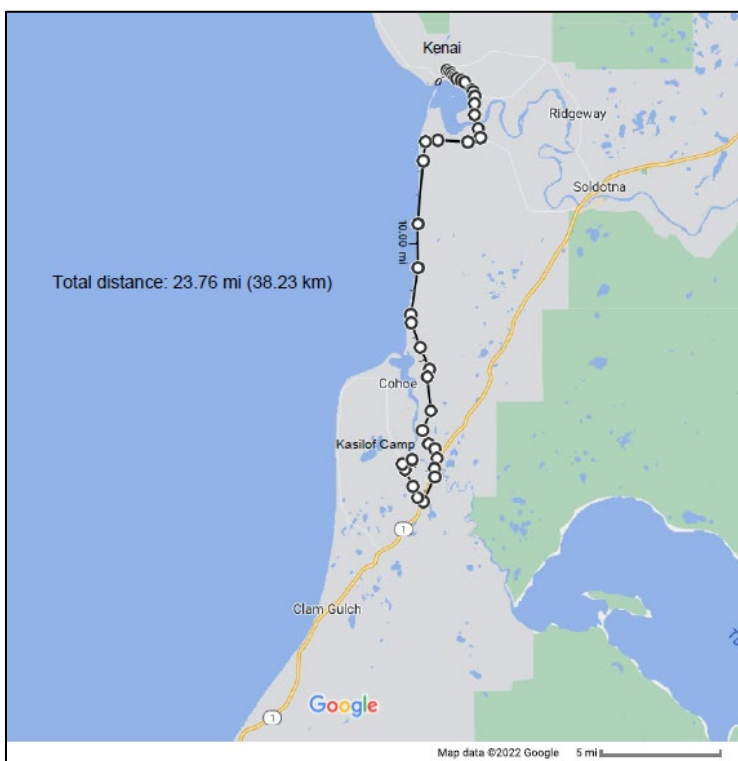 Kenai
Ridgeway
Soldotna
10.00 mi
Total distance: 23.76 mi (38.23 km)
Cohoe
Kasilof Camp
1
Clam Gulch
Google
1
Map data ©2022 Google 5 mi